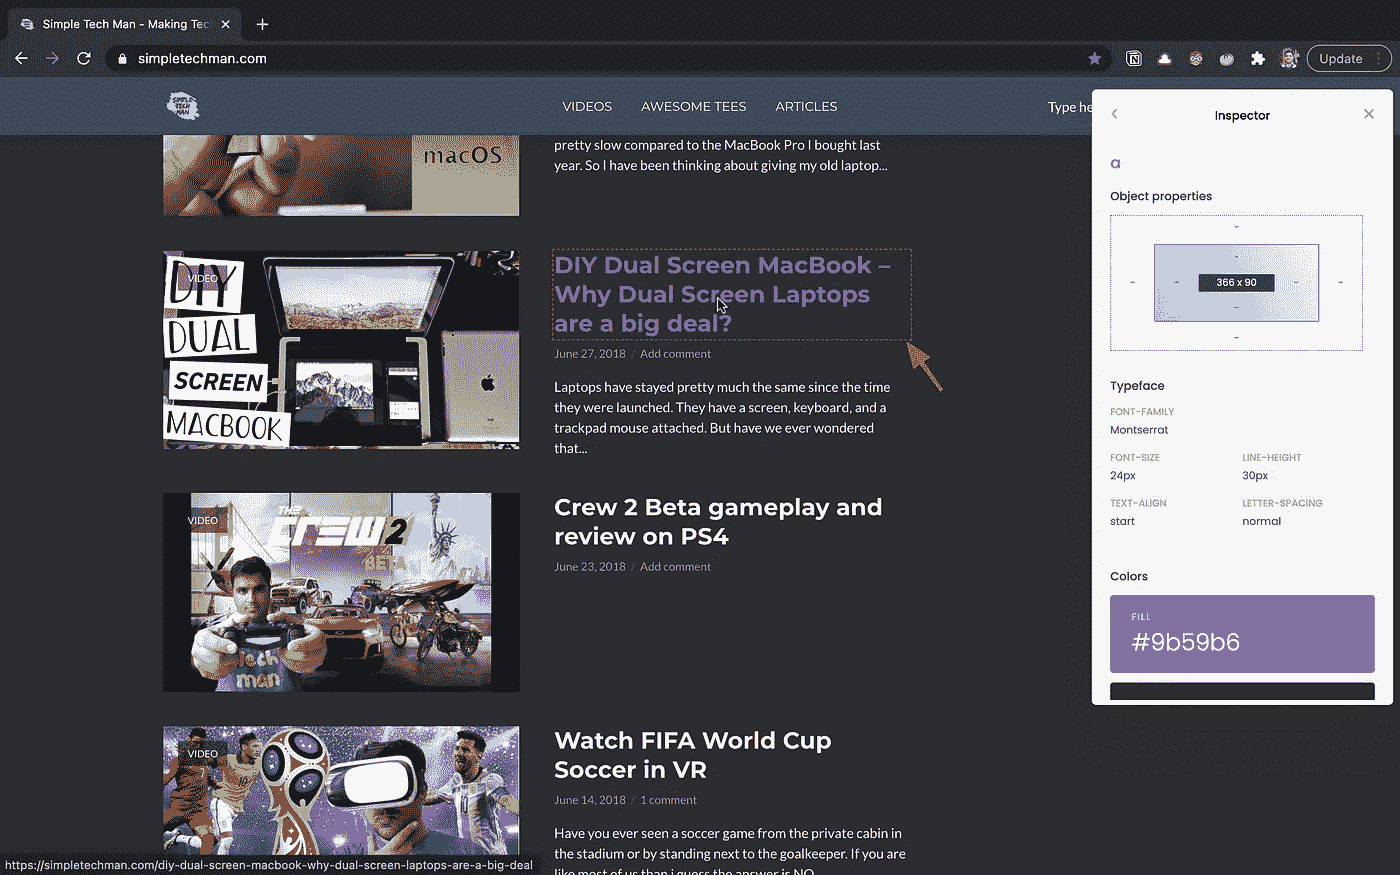 Simple Tech Man - Making Tec
simpletechman.com
Update
SIMPLE
TECH
MAN
VIDEOS
AWESOME TEES
ARTICLES
Type he
macOS
pretty slow compared to the MacBook Pro I bought last
year. So I have been thinking about giving my old laptop...
VIDEO
DIY
DUAL
SCREEN
MACBOOK
DIY Dual Screen MacBook –
Why Dual Screen Laptops
are a big deal?
June 27, 2018 / Add comment
Laptops have stayed pretty much the same since the time
they were launched. They have a screen, keyboard, and a
trackpad mouse attached. But have we ever wondered
that...
VIDEO
THE
CREW 2
BETA
tech
man
Crew 2 Beta gameplay and
review on PS4
June 23, 2018 / Add comment
VIDEO
Watch FIFA World Cup
Soccer in VR
June 14, 2018 / 1 comment
Have you ever seen a soccer game from the private cabin in
the stadium or by standing next to the goalkeeper. If you are
like most of us than i guess the answer is NO
https://simpletechman.com/diy-dual-screen-macbook-why-dual-screen-laptops-are-a-big-deal
Inspector
a
Object properties
-
-
- - 366 x 90 - -
-
-
Typeface
FONT-FAMILY
Montserrat
FONT-SIZE LINE-HEIGHT
24px 30px
TEXT-ALIGN LETTER-SPACING
start normal
Colors
FILL
#9b59b6